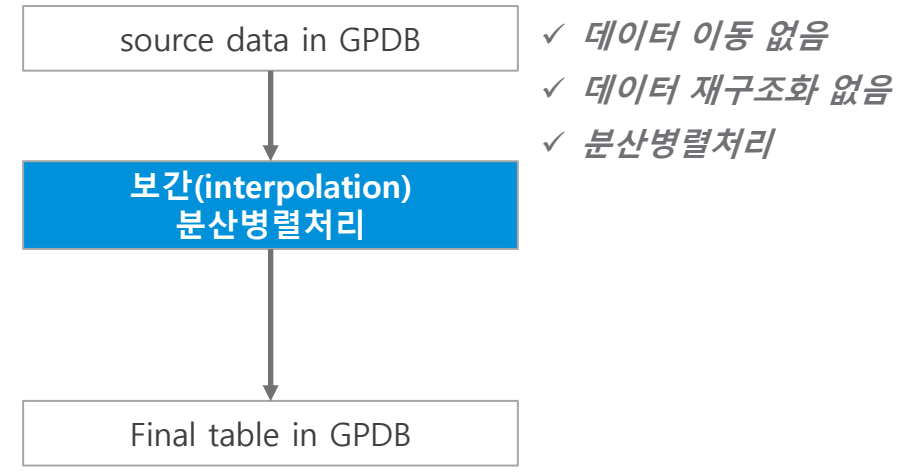 source data in GPDB
✓ 데이터 이동 없음
✓ 데이터 재구조화 없음
✓ 분산병렬처리
보간(interpolation)
분산병렬처리
Final table in GPDB